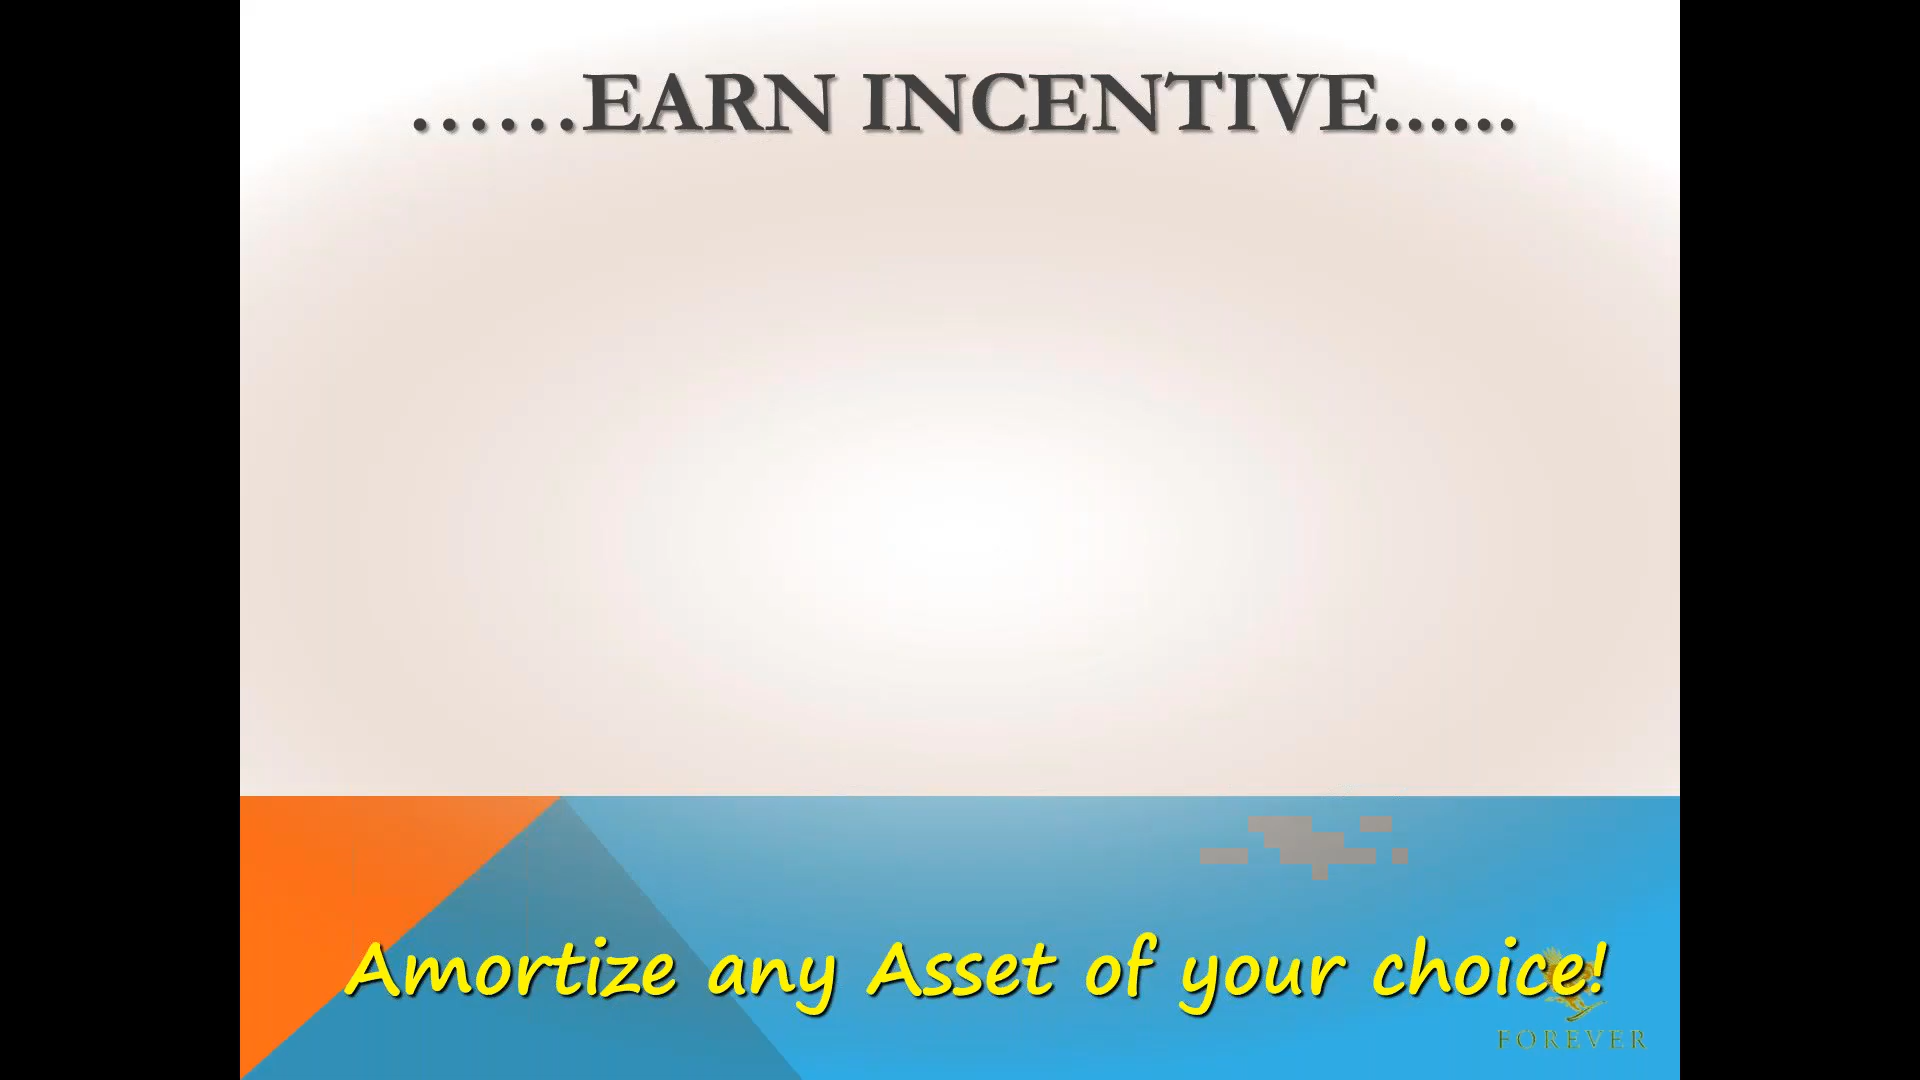 ......EARN INCENTIVE......
Amortize any Asset of your choice!
FOREVER